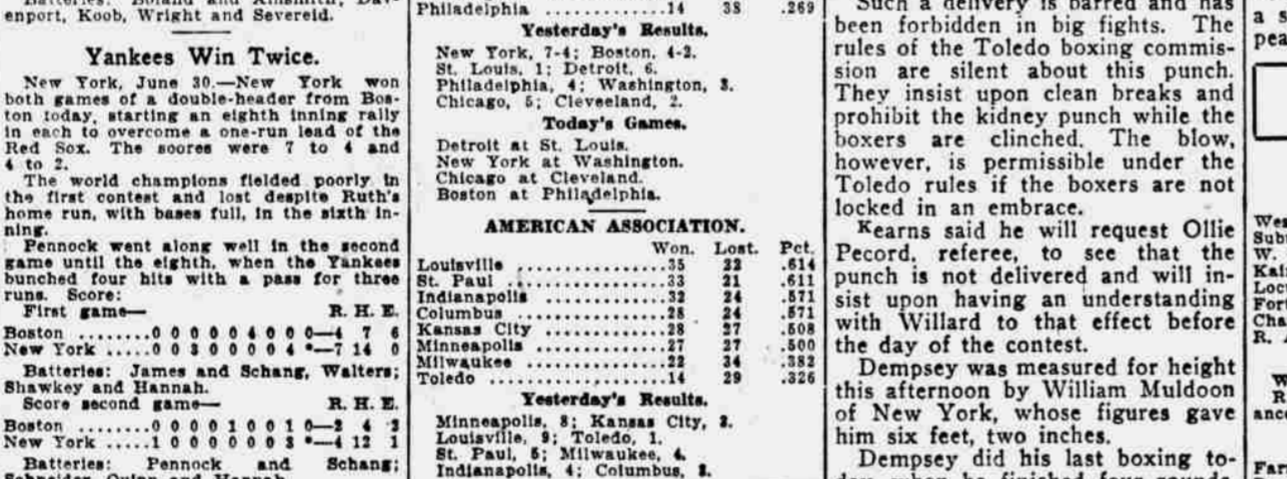 enport, Koob, Wright and Severeid.
Yankees Win Twice.
New York, June 30.—New York won
both games of a double-header from Bos-
ton today, starting an eighth inning rally
in each to overcome a one-run lead of the
Red Sox. The scores were 7 to 4 and
4 to 2.
The world champions fielded poorly in
the first contest and lost despite Ruth's
home run, with bases full, in the sixth in-
ning.
Pennock went along well in the second
game until the eighth, when the Yankees
bunched four hits with a pass for three
runs. Score:
First game— R. H. E.
Boston ........0 0 0 0 0 4 0 0 0—4 7 6
New York .....0 0 3 0 0 0 0 4 *—7 14 0
Batteries: James and Schang, Walters;
Shawkey and Hannah.
Score second game— R. H. E.
Boston ........0 0 0 0 1 0 0 1 0—2 4 2
New York .....1 0 0 0 0 0 0 3 *—4 12 1
Batteries: Pennock and Schang;
Philadelphia ..............14 38 .269
Yesterday's Results.
New York, 7-4; Boston, 4-2.
St. Louis, 1; Detroit, 6.
Philadelphia, 4; Washington, 3.
Chicago, 5; Cleveeland, 2.
Today's Games.
Detroit at St. Louis.
New York at Washington.
Chicago at Cleveland.
Boston at Philadelphia.
AMERICAN ASSOCIATION.
Won. Lost. Pct.
Louisville ................35 22 .614
St. Paul ..................33 21 .611
Indianapolis ..............32 24 .571
Columbus ..................28 24 .571
Kansas City ...............28 27 .508
Minneapolis ...............27 27 .500
Milwaukee .................22 34 .382
Toledo ....................14 29 .326
Yesterday's Results.
Minneapolis, 8; Kansas City, 2.
Louisville, 9; Toledo, 1.
St. Paul, 5; Milwaukee, 4.
Indianapolis, 4; Columbus,
Such a delivery is barred and has
been forbidden in big fights. The
rules of the Toledo boxing commis-
sion are silent about this punch.
They insist upon clean breaks and
prohibit the kidney punch while the
boxers are clinched. The blow,
however, is permissible under the
Toledo rules if the boxers are not
locked in an embrace.
Kearns said he will request Ollie
Pecord, referee, to see that the
punch is not delivered and will in-
sist upon having an understanding
with Willard to that effect before
the day of the contest.
Dempsey was measured for height
this afternoon by William Muldoon
of New York, whose figures gave
him six feet, two inches.
Dempsey did his last boxing to-